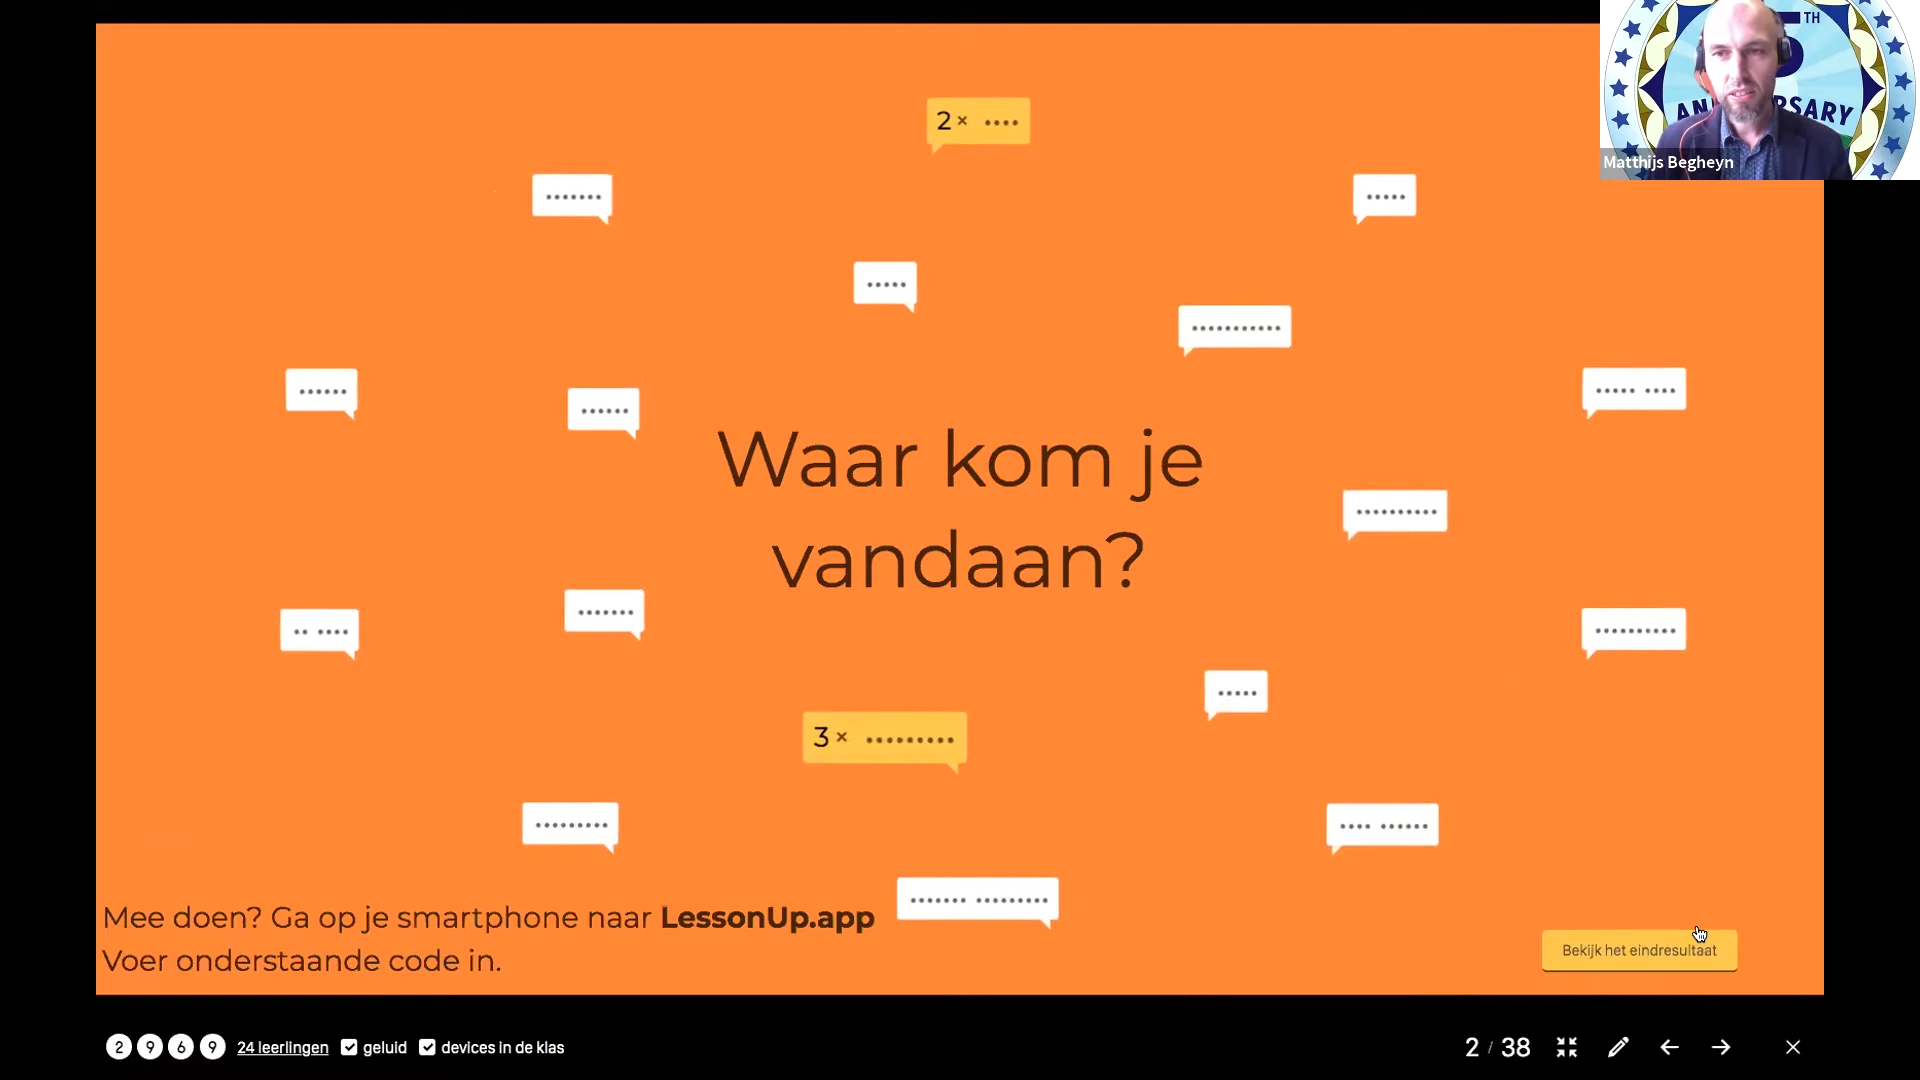 TH
ANNIVERSARY
Matthijs Begheyn
2 ×
Waar kom je
vandaan?
3 ×
Mee doen? Ga op je smartphone naar LessonUp.app
Voer onderstaande code in.
Bekijk het eindresultaat
2 9 6 9 24 leerlingen geluid devices in de klas
2 / 38